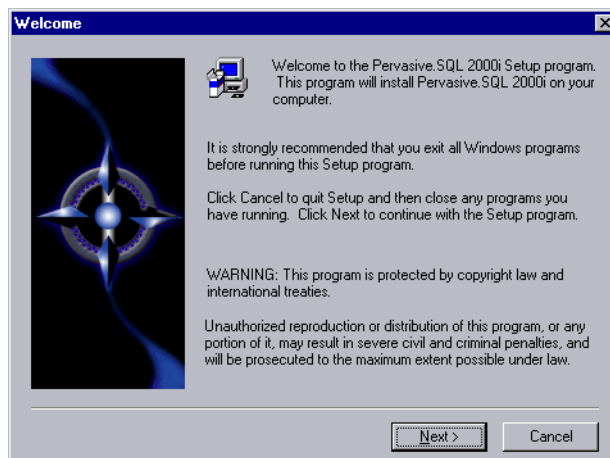 Welcome
Welcome to the Pervasive.SQL 2000i Setup program.
This program will install Pervasive.SQL 2000i on your
computer.
It is strongly recommended that you exit all Windows programs
before running this Setup program.
Click Cancel to quit Setup and then close any programs you
have running. Click Next to continue with the Setup program.
WARNING: This program is protected by copyright law and
international treaties.
Unauthorized reproduction or distribution of this program, or any
portion of it, may result in severe civil and criminal penalties, and
will be prosecuted to the maximum extent possible under law.
Next >
Cancel